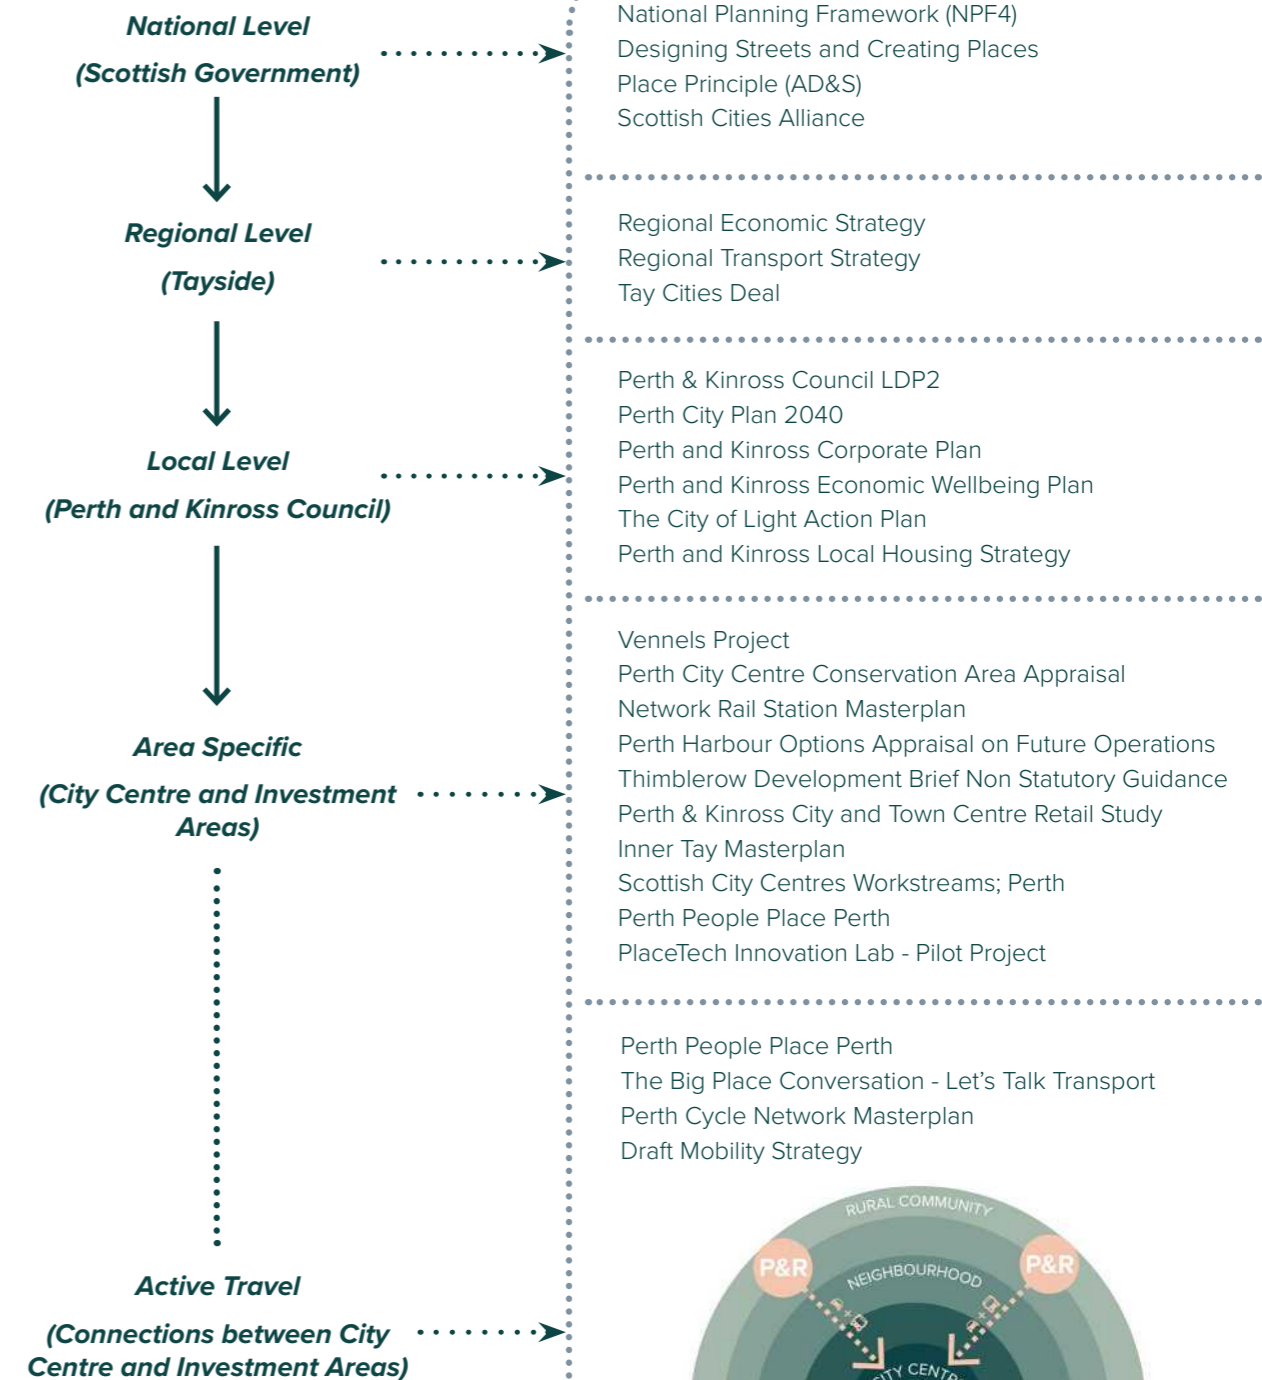 National Level
(Scottish Government)
National Planning Framework (NPF4)
Designing Streets and Creating Places
Place Principle (AD&S)
Scottish Cities Alliance
Regional Level
(Tayside)
Regional Economic Strategy
Regional Transport Strategy
Tay Cities Deal
Local Level
(Perth and Kinross Council)
Perth & Kinross Council LDP2
Perth City Plan 2040
Perth and Kinross Corporate Plan
Perth and Kinross Economic Wellbeing Plan
The City of Light Action Plan
Perth and Kinross Local Housing Strategy
Area Specific
(City Centre and Investment
Areas)
Vennels Project
Perth City Centre Conservation Area Appraisal
Network Rail Station Masterplan
Perth Harbour Options Appraisal on Future Operations
Thimblerow Development Brief Non Statutory Guidance
Perth & Kinross City and Town Centre Retail Study
Inner Tay Masterplan
Scottish City Centres Workstreams; Perth
Perth People Place Perth
PlaceTech Innovation Lab - Pilot Project
Active Travel
(Connections between City
Centre and Investment Areas)
Perth People Place Perth
The Big Place Conversation - Let's Talk Transport
Perth Cycle Network Masterplan
Draft Mobility Strategy
RURAL COMMUNITY
P&R
P&R
NEIGHBOURHOOD
CITY